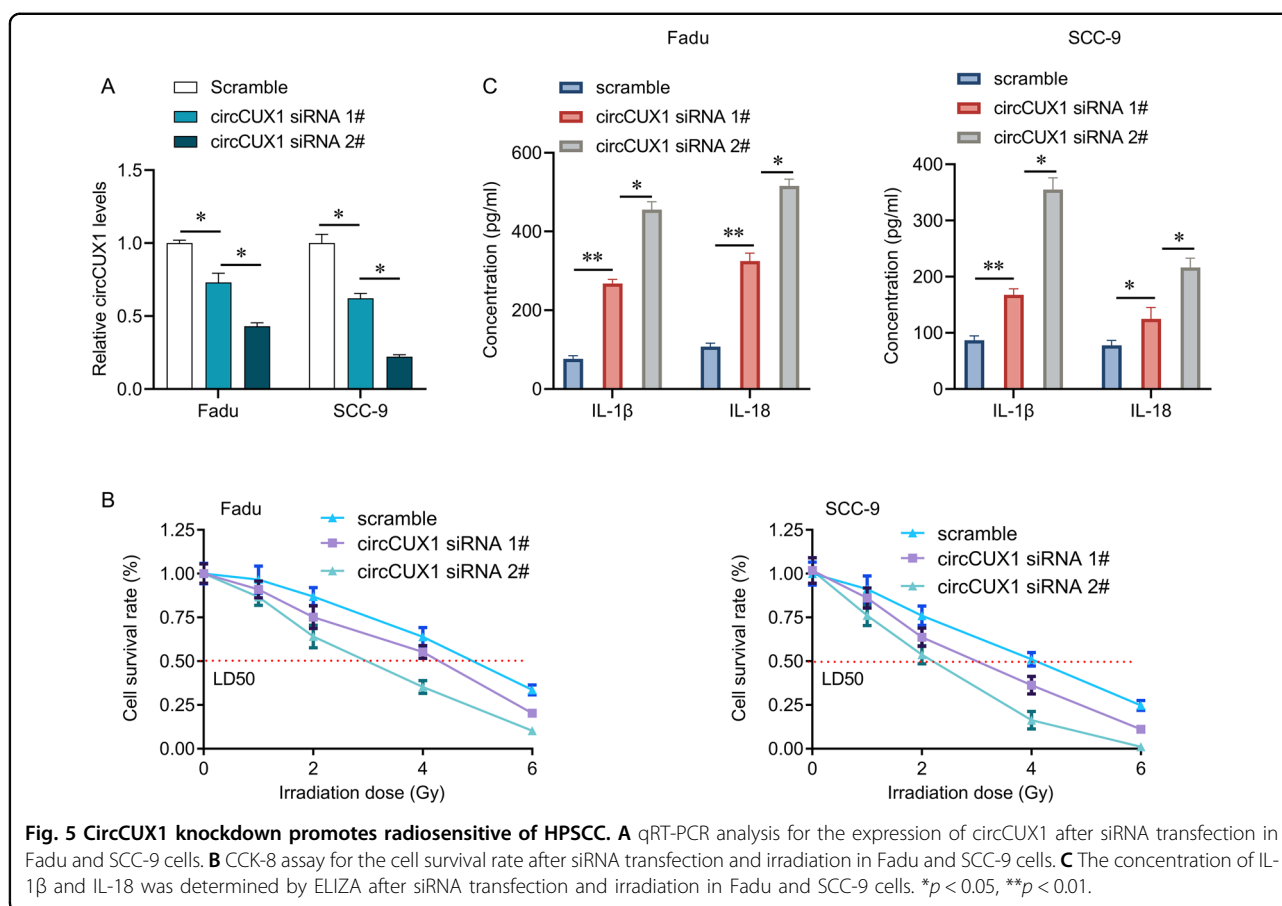 Fadu
SCC-9
A
Scramble
circCUX1 siRNA 1#
circCUX1 siRNA 2#
Relative circCUX1 levels
1.5
1.0
0.5
0.0
*
*
*
*
Fadu
SCC-9
C
scramble
circCUX1 siRNA 1#
circCUX1 siRNA 2#
Concentration (pg/ml)
600
400
200
0
**
*
**
*
IL-1β
IL-18
scramble
circCUX1 siRNA 1#
circCUX1 siRNA 2#
Concentration (pg/ml)
400
300
200
100
0
**
*
*
*
IL-1β
IL-18
B
Fadu
scramble
circCUX1 siRNA 1#
circCUX1 siRNA 2#
Cell survival rate (%)
1.25
1.00
0.75
0.50
0.25
0.00
LD50
0
2
4
6
Irradiation dose (Gy)
SCC-9
scramble
circCUX1 siRNA 1#
circCUX1 siRNA 2#
Cell survival rate (%)
1.25
1.00
0.75
0.50
0.25
0.00
LD50
0
2
4
6
Irradiation dose (Gy)
Fig. 5 CircCUX1 knockdown promotes radiosensitive of HPSCC. A qRT-PCR analysis for the expression of circCUX1 after siRNA transfection in
Fadu and SCC-9 cells. B CCK-8 assay for the cell survival rate after siRNA transfection and irradiation in Fadu and SCC-9 cells. C The concentration of IL-
1β and IL-18 was determined by ELIZA after siRNA transfection and irradiation in Fadu and SCC-9 cells. *p < 0.05, **p < 0.01.